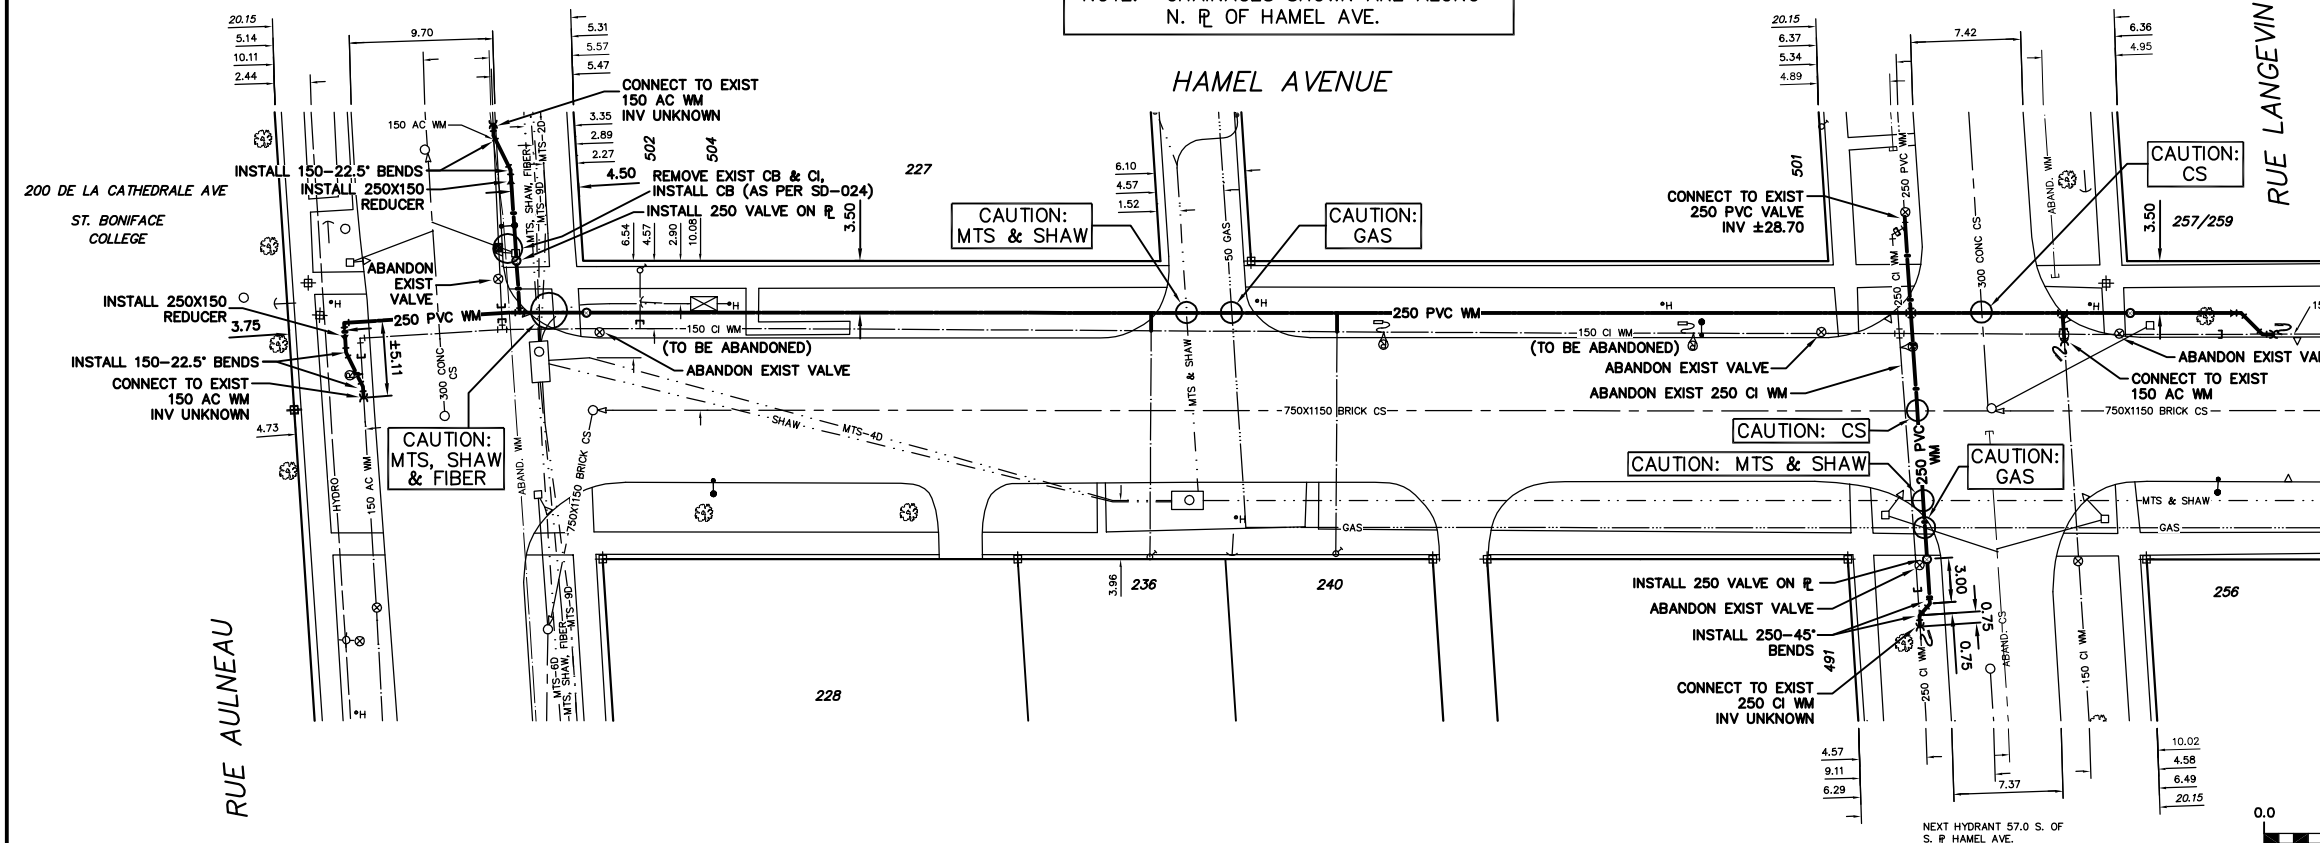 N. ⅊ OF HAMEL AVE.
HAMEL AVENUE
RUE LANGEVIN
RUE AULNEAU
20.15
5.14
10.11
2.44
9.70
5.31
5.57
5.47
CONNECT TO EXIST
150 AC WM
INV UNKNOWN
150 AC WM
3.35
2.89
2.27
502
504
227
INSTALL 150-22.5° BENDS
INSTALL 250X150
REDUCER
4.50
REMOVE EXIST CB & CI,
INSTALL CB (AS PER SD-024)
INSTALL 250 VALVE ON ⅊
MTS, SHAW, FIBER
MTS-9D
MTS-2D
200 DE LA CATHEDRALE AVE
ST. BONIFACE
COLLEGE
6.54
4.57
2.90
10.08
3.50
ABANDON
EXIST
VALVE
INSTALL 250X150
REDUCER
3.75
250 PVC WM
±5.11
INSTALL 150-22.5° BENDS
CONNECT TO EXIST
150 AC WM
INV UNKNOWN
4.73
300 CONC
CS
CAUTION:
MTS, SHAW
& FIBER
HYDRO
150 AC WM
ABAND. WM
H
H
H
150 CI WM
(TO BE ABANDONED)
ABANDON EXIST VALVE
750X1150 BRICK CS
SHAW
MTS-4D
750X1150 BRICK CS
MTS-6D
MTS, SHAW, FIBER
MTS-9D
228
6.10
4.57
1.52
CAUTION:
MTS & SHAW
CAUTION:
GAS
50 GAS
H
MTS & SHAW
250 PVC WM
150 CI WM
(TO BE ABANDONED)
H
H
GAS
3.96
236
240
20.15
6.37
5.34
4.89
7.42
6.36
4.95
501
CONNECT TO EXIST
250 PVC VALVE
INV ±28.70
250 PVC WM
250 CI WM
300 CONC CS
ABAND. WM
CAUTION:
CS
3.50
257/259
H
ABANDON EXIST VALVE
ABANDON EXIST 250 CI WM
CONNECT TO EXIST
150 AC WM
750X1150 BRICK CS
CAUTION: CS
250 PVC
WM
CAUTION: MTS & SHAW
CAUTION:
GAS
MTS & SHAW
GAS
INSTALL 250 VALVE ON ⅊
ABANDON EXIST VALVE
INSTALL 250-45°
BENDS
3.00
0.75
0.75
491
CONNECT TO EXIST
250 CI WM
INV UNKNOWN
250 CI WM
ABAND. CS
150 CI WM
256
4.57
9.11
6.29
7.37
10.02
4.58
6.49
20.15
NEXT HYDRANT 57.0 S. OF
S. ⅊ HAMEL AVE.
0.0